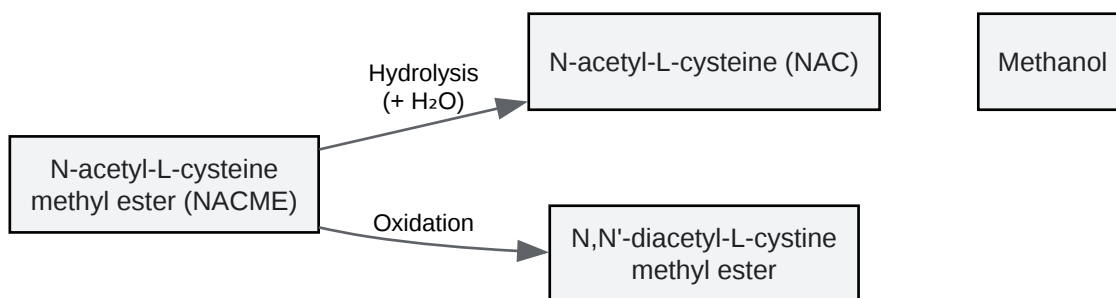 Hydrolysis
(+ H₂O)
N-acetyl-L-cysteine (NAC)
Methanol
N-acetyl-L-cysteine
methyl ester (NACME)
Oxidation
N,N'-diacetyl-L-cystine
methyl ester